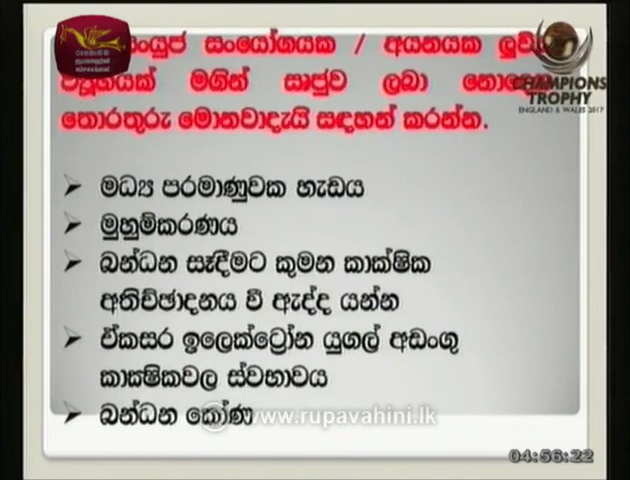 සංයුජ සංයෝගයක / අයනයක ලුවිස්
ව්‍යුහයක් මගින් සෘජුව ලබා
තොරතුරු මොනවාදැයි සඳහන් කරන්න.
CHAMPIONS
TROPHY
ENGLAND & WALES 2017
➢ මධ්‍ය පරමාණුවක හැඩය
➢ මුහුම්කරණය
➢ බන්ධන සෑදීමට කුමන කාක්ෂික
අතිච්ඡාදනය වී ඇද්ද යන්න
➢ ඒකසර ඉලෙක්ට්‍රෝන යුගල් අඩංගු
කාක්ෂිකවල ස්වභාවය
➢ බන්ධන කෝණ
www.rupavahini.lk
04:56:22